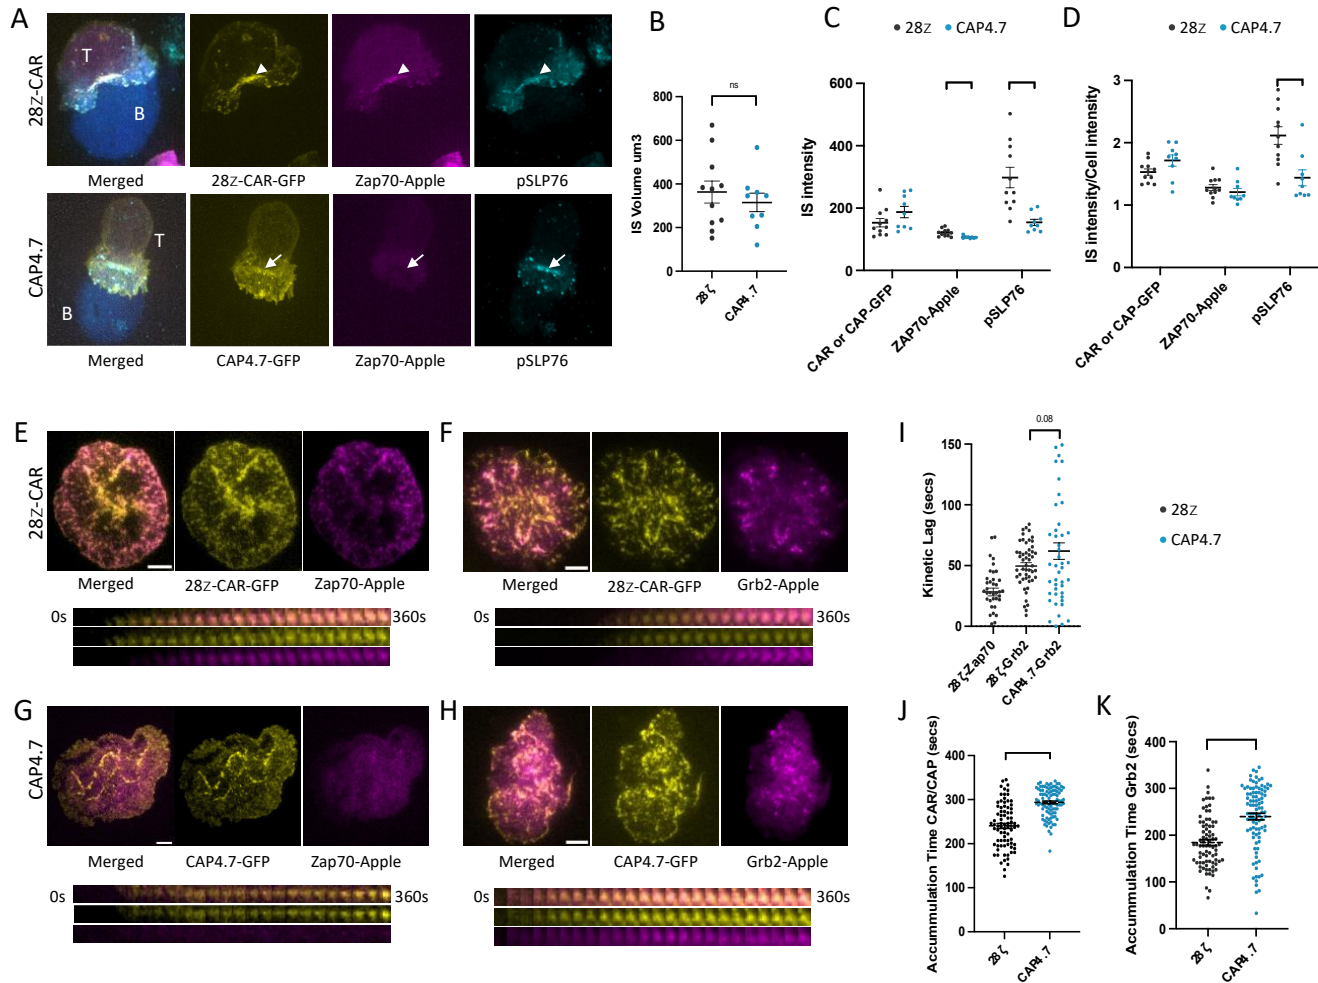 A
28Z-CAR
T
B
Merged
28Z-CAR-GFP
Zap70-Apple
pSLP76
CAP4.7
T
B
Merged
CAP4.7-GFP
Zap70-Apple
pSLP76
B
ns
IS Volume um3
800
600
400
200
0
28ζ
CAP4.7
C
28Z
CAP4.7
IS intensity
600
400
200
0
CAR or CAP-GFP
ZAP70-Apple
pSLP76
D
28Z
CAP4.7
IS intensity/Cell intensity
3
2
1
0
CAR or CAP-GFP
ZAP70-Apple
pSLP76
E
28Z-CAR
Merged
28Z-CAR-GFP
Zap70-Apple
0s
360s
F
Merged
28Z-CAR-GFP
Grb2-Apple
0s
360s
G
CAP4.7
Merged
CAP4.7-GFP
Zap70-Apple
0s
360s
H
Merged
CAP4.7-GFP
Grb2-Apple
0s
360s
I
0.08
Kinetic Lag (secs)
150
100
50
0
28ζ-Zap70
28ζ-Grb2
CAP4.7-Grb2
28Z
CAP4.7
J
Accummulation Time CAR/CAP (secs)
400
300
200
100
0
28ζ
CAP4.7
K
Accummulation Time Grb2 (secs)
400
300
200
100
0
28ζ
CAP4.7